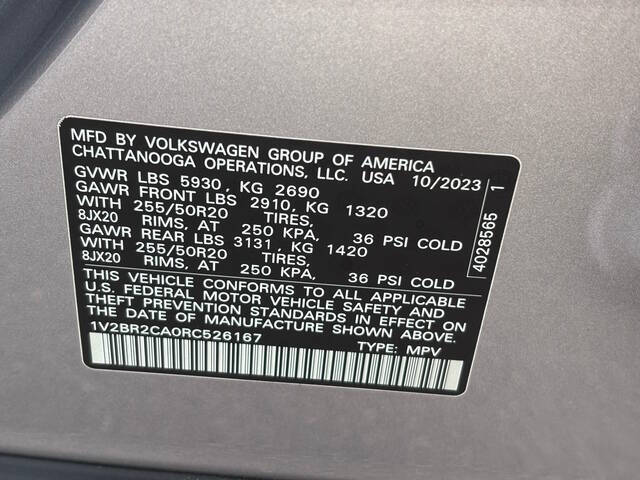 MFD BY VOLKSWAGEN GROUP OF AMERICA
CHATTANOOGA OPERATIONS, LLC. USA 10/2023
GVWR LBS 5930, KG 2690
GAWR FRONT LBS 2910, KG 1320
WITH 255/50R20 TIRES,
8JX20 RIMS, AT 250 KPA, 36 PSI COLD
GAWR REAR LBS 3131, KG 1420
WITH 255/50R20 TIRES,
8JX20 RIMS, AT 250 KPA, 36 PSI COLD
THIS VEHICLE CONFORMS TO ALL APPLICABLE
U.S. FEDERAL MOTOR VEHICLE SAFETY AND
THEFT PREVENTION STANDARDS IN EFFECT ON
THE DATE OF MANUFACTURE SHOWN ABOVE.
1V2BR2CA0RC526167 TYPE: MPV
4028565 1